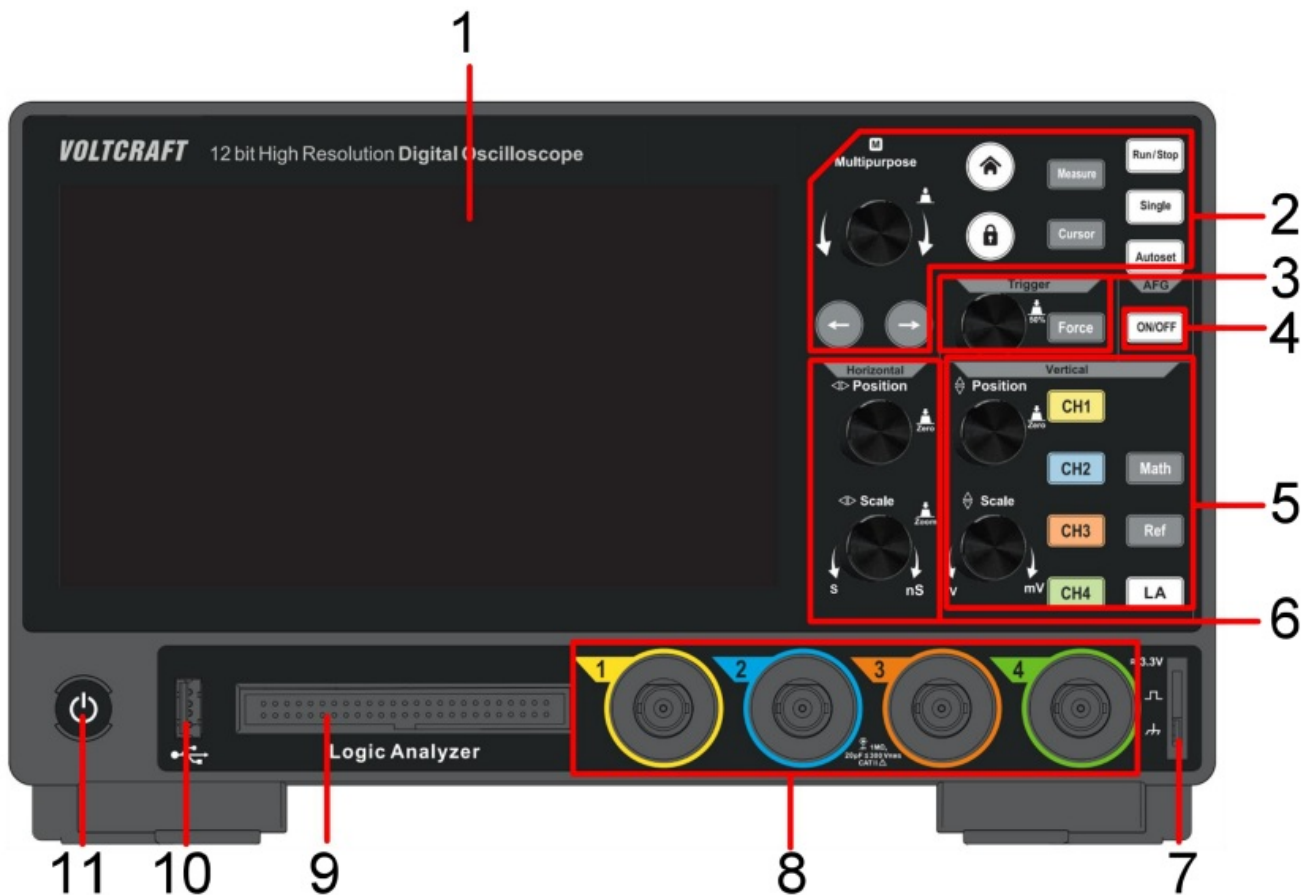 1
VOLTCRAFT 12 bit High Resolution Digital Oscilloscope
M
Multipurpose
Run/Stop
Measure
Single
2
Cursor
Autoset
Trigger
AFG
3
50%
Force
ON/OFF
4
Horizontal
Vertical
Position
Position
CH1
Zero
Zero
CH2
Math
5
Scale
Scale
CH3
Ref
Zoom
S
nS
V
mV
CH4
LA
6
1
2
3
4
3.3V
Logic Analyzer
1MΩ,
20pF ≤300 Vrms
CAT II
11
10
9
8
7